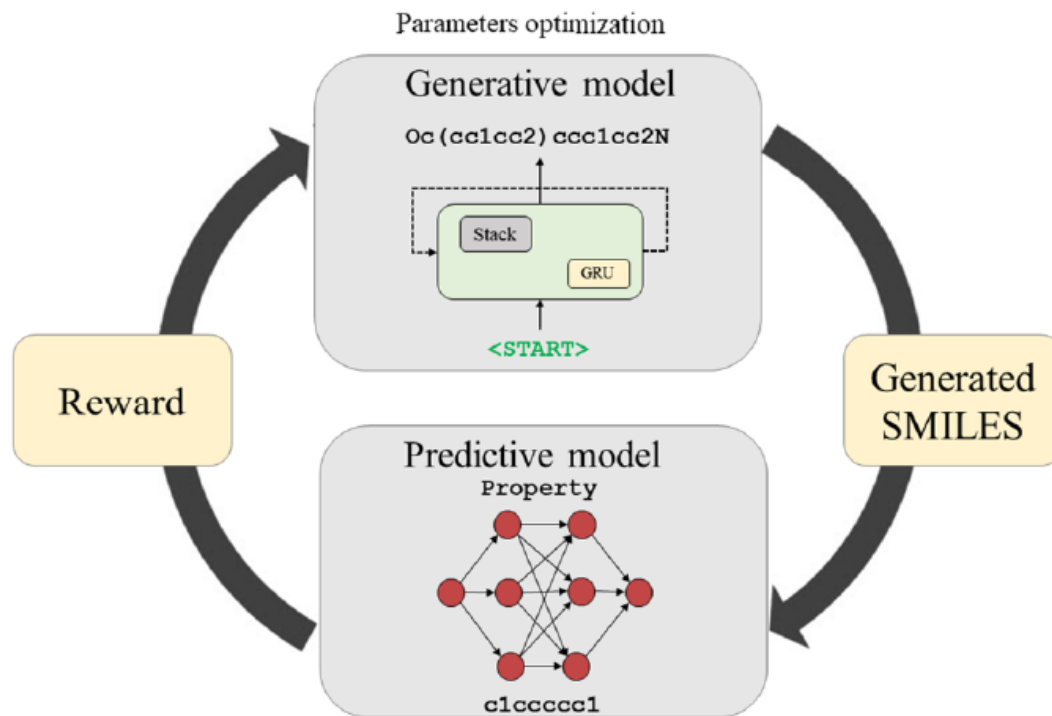 Parameters optimization
Generative model
Oc(cc1cc2)ccc1cc2N
Stack
GRU
<START>
Reward
Generated
SMILES
Predictive model
Property
c1ccccc1